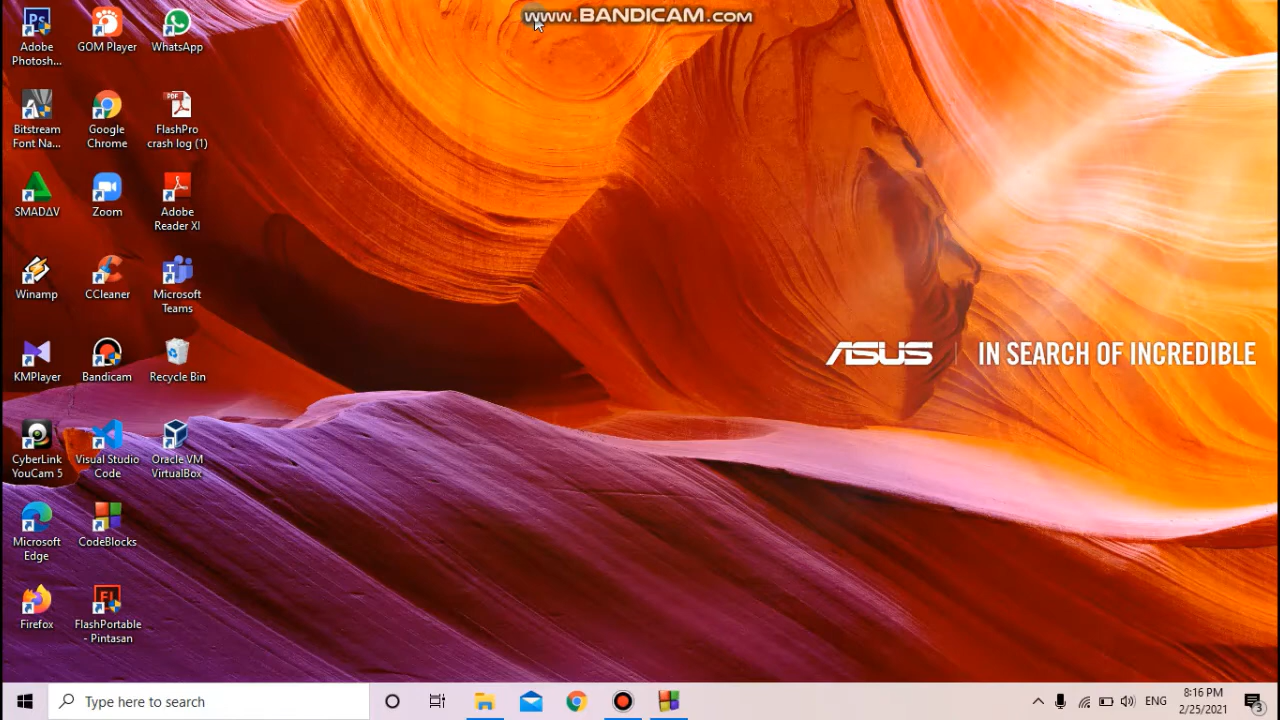 www.BANDICAM.com
Adobe
Photosh...
GOM Player
WhatsApp
Bitstream
Font Na...
Google
Chrome
FlashPro
crash log (1)
SMADΔV
Zoom
Adobe
Reader XI
Winamp
CCleaner
Microsoft
Teams
KMPlayer
Bandicam
Recycle Bin
CyberLink
YouCam 5
Visual Studio
Code
Oracle VM
VirtualBox
Microsoft
Edge
CodeBlocks
Firefox
FlashPortable
- Pintasan
ASUS | IN SEARCH OF INCREDIBLE
Type here to search
ENG
8:16 PM
2/25/2021
3